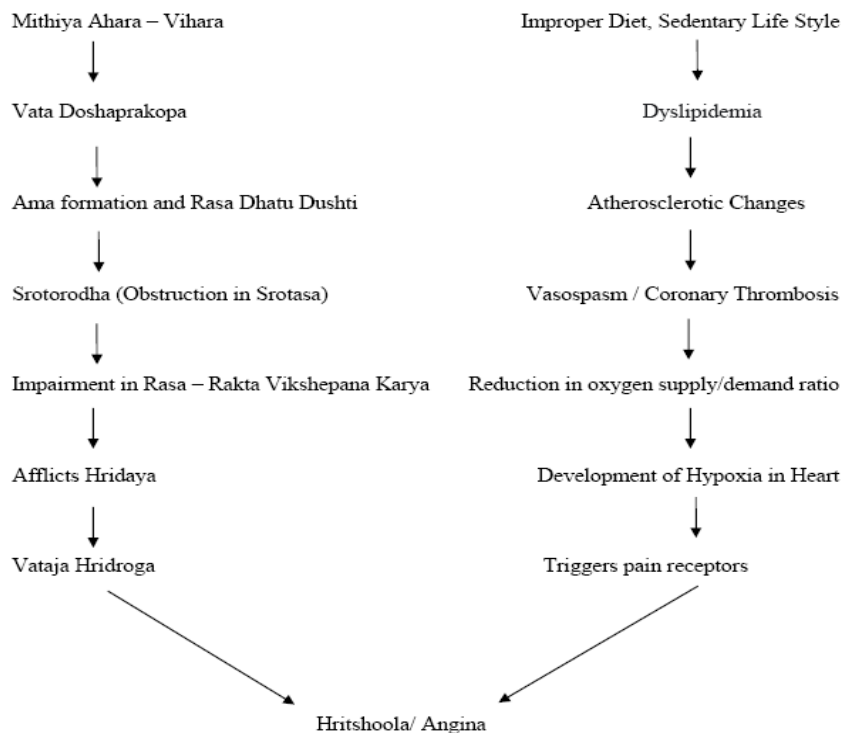 Mithiya Ahara – Vihara
Vata Doshaprakopa
Ama formation and Rasa Dhatu Dushti
Srotorodha (Obstruction in Srotasa)
Impairment in Rasa – Rakta Vikshepana Karya
Afflicts Hridaya
Vataja Hridroga
Improper Diet, Sedentary Life Style
Dyslipidemia
Atherosclerotic Changes
Vasospasm / Coronary Thrombosis
Reduction in oxygen supply/demand ratio
Development of Hypoxia in Heart
Triggers pain receptors
Hritshoola/ Angina